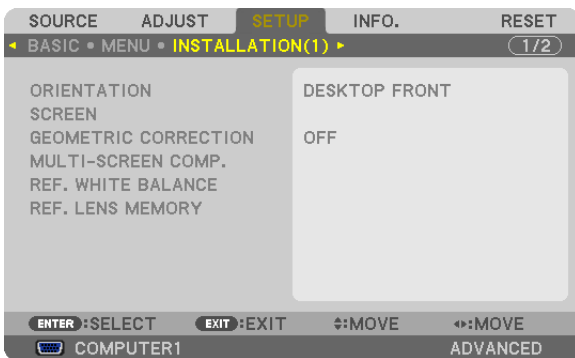 SOURCE ADJUST SETUP INFO. RESET
BASIC • MENU • INSTALLATION(1) 1/2
ORIENTATION DESKTOP FRONT
SCREEN
GEOMETRIC CORRECTION OFF
MULTI-SCREEN COMP.
REF. WHITE BALANCE
REF. LENS MEMORY
ENTER :SELECT EXIT :EXIT :MOVE :MOVE
COMPUTER1 ADVANCED